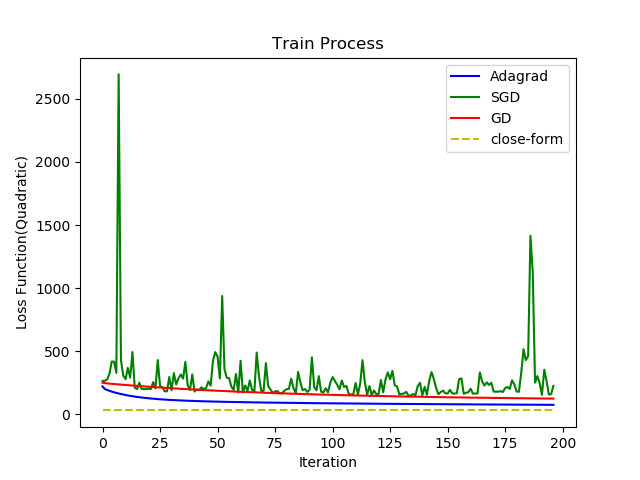 Train Process
Loss Function(Quadratic)
2500
2000
1500
1000
500
0
Adagrad
SGD
GD
close-form
0 25 50 75 100 125 150 175 200
Iteration